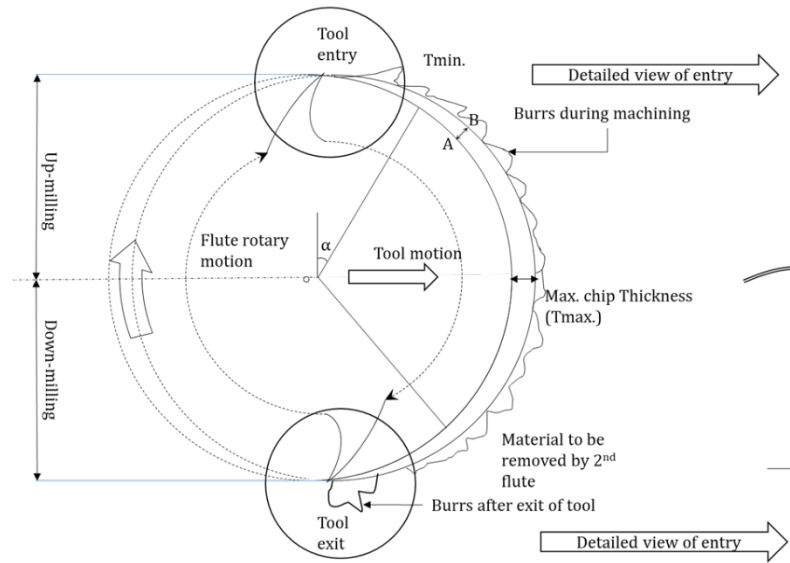 Tool
entry
Tmin.
Detailed view of entry
Burrs during machining
B
A
Up-milling
Flute rotary
motion
α
Tool motion
o
Max. chip Thickness
(Tmax.)
Down-milling
Material to be
removed by 2nd
flute
Burrs after exit of tool
Tool
exit
Detailed view of entry